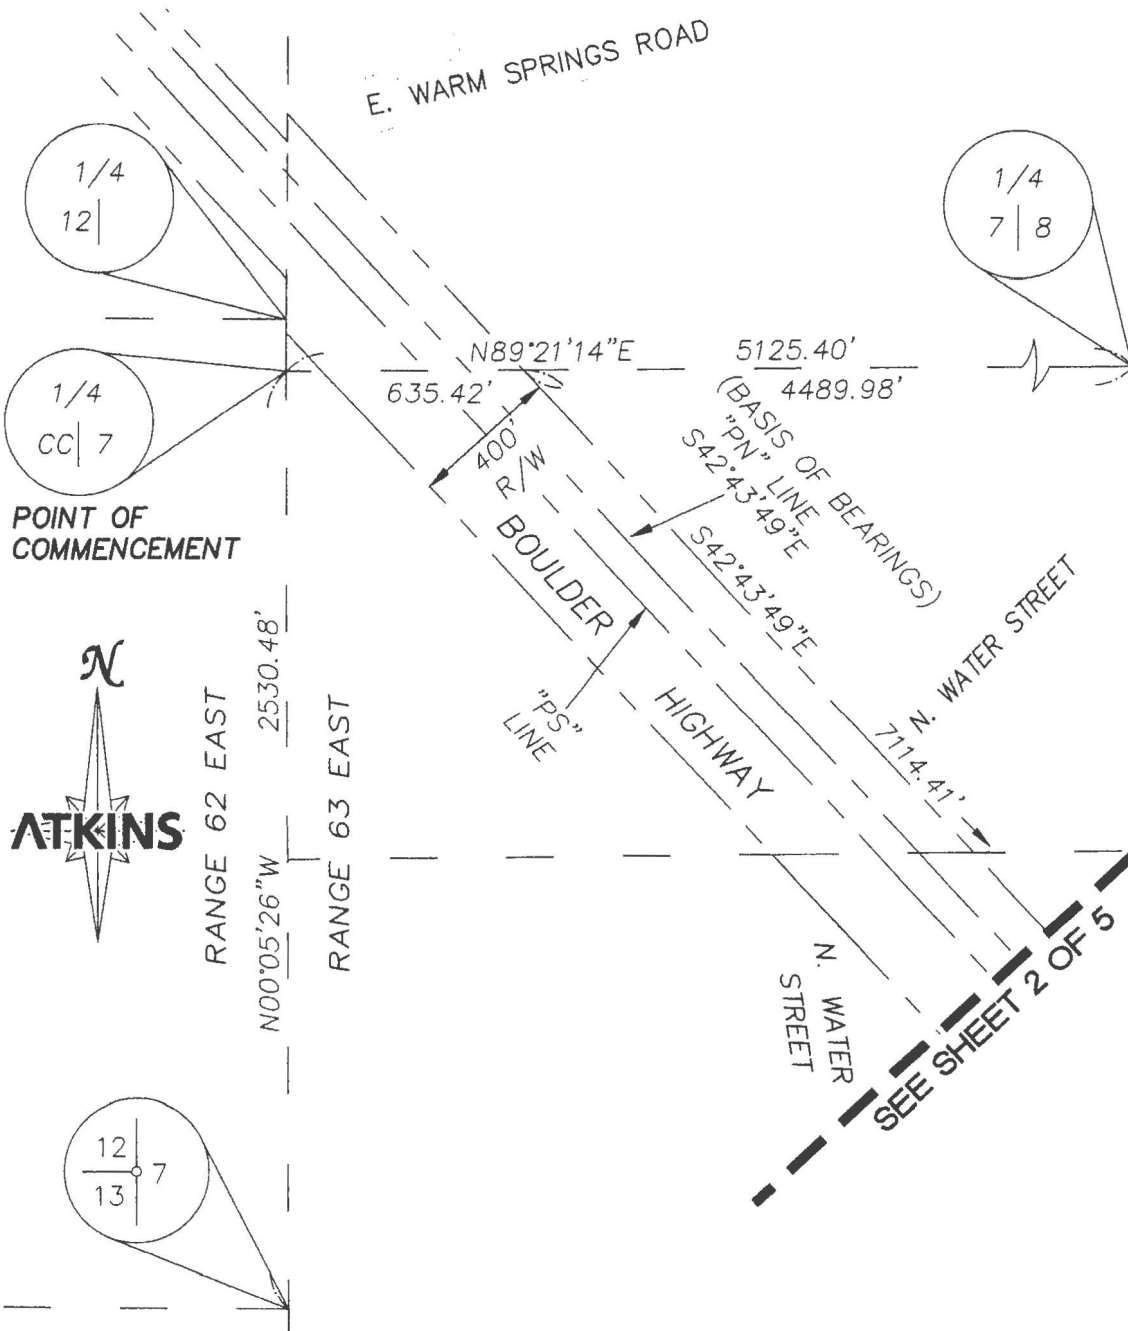 E. WARM SPRINGS ROAD
1/4
12
1/4
7 8
N89°21'14"E
5125.40'
635.42'
4489.98'
1/4
CC 7
POINT OF
COMMENCEMENT
400'
R/W
(BASIS OF BEARINGS)
"PN" LINE
S42°43'49"E
S42°43'49"E
BOULDER
HIGHWAY
"PS"
LINE
N. WATER STREET
7114.41'
N
ATKINS
RANGE 62 EAST
2530.48'
N00°05'26"W
RANGE 63 EAST
N. WATER
STREET
SEE SHEET 2 OF 5
12
7
13